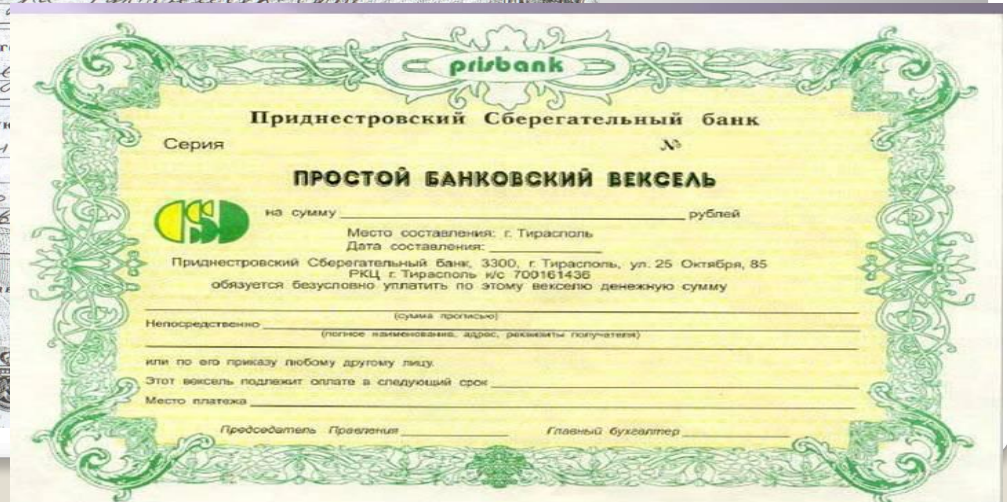 prisbank
Приднестровский Сберегательный банк
Серия №
ПРОСТОЙ БАНКОВСКИЙ ВЕКСЕЛЬ
на сумму рублей
Место составления: г. Тирасполь
Дата составления:
Приднестровский Сберегательный банк, 3300, г. Тирасполь, ул. 25 Октября, 85
РКЦ г. Тирасполь к/с 700161436
обязуется безусловно уплатить по этому векселю денежную сумму
(сумма прописью)
Непосредственно
(полное наименование, адрес, реквизиты получателя)
или по его приказу любому другому лицу.
Этот вексель подлежит оплате в следующий срок
Место платежа
Председатель Правления Главный бухгалтер